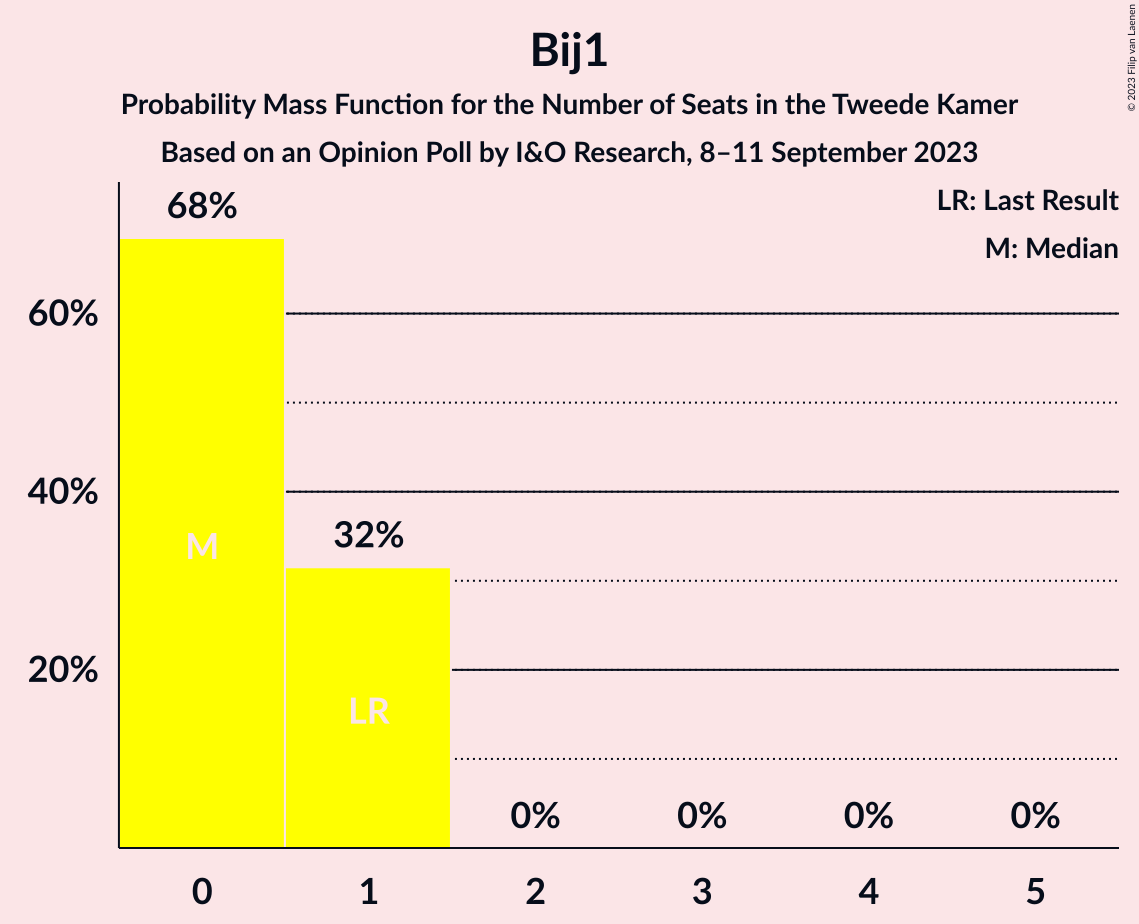 Bij1
Probability Mass Function for the Number of Seats in the Tweede Kamer
Based on an Opinion Poll by I&O Research, 8–11 September 2023
© 2023 Filip van Laenen
LR: Last Result
M: Median
68%
60%
40%
M
32%
20%
LR
0% 0% 0% 0%
0 1 2 3 4 5